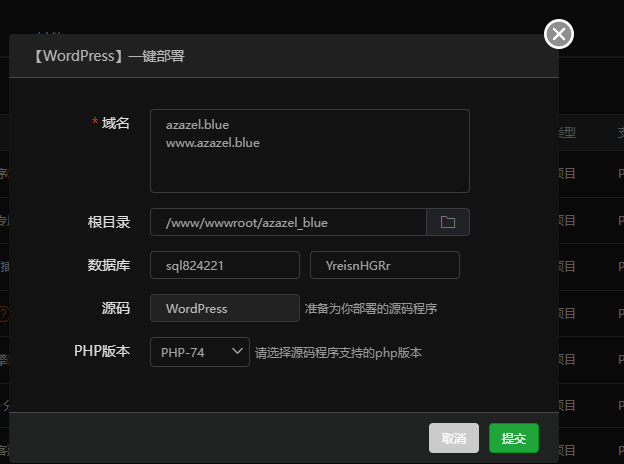 【WordPress】一键部署
* 域名
azazel.blue
www.azazel.blue
类型
根目录
/www/wwwroot/azazel_blue
数据库
sql824221
YreisnHGRr
源码
WordPress
准备为你部署的源码程序
PHP版本
PHP-74
请选择源码程序支持的php版本
取消
提交